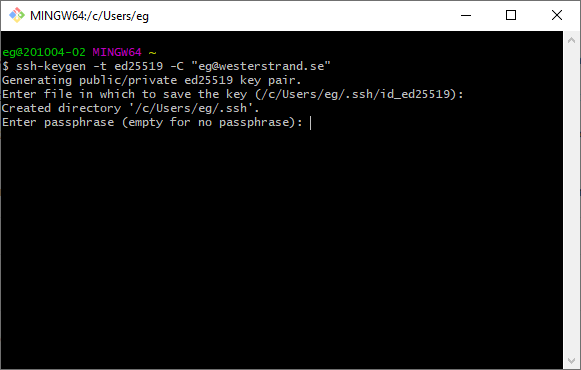 MINGW64:/c/Users/eg
eg@201004-02 MINGW64 ~
$ ssh-keygen -t ed25519 -C "eg@westerstrand.se"
Generating public/private ed25519 key pair.
Enter file in which to save the key (/c/Users/eg/.ssh/id_ed25519):
Created directory '/c/Users/eg/.ssh'.
Enter passphrase (empty for no passphrase):